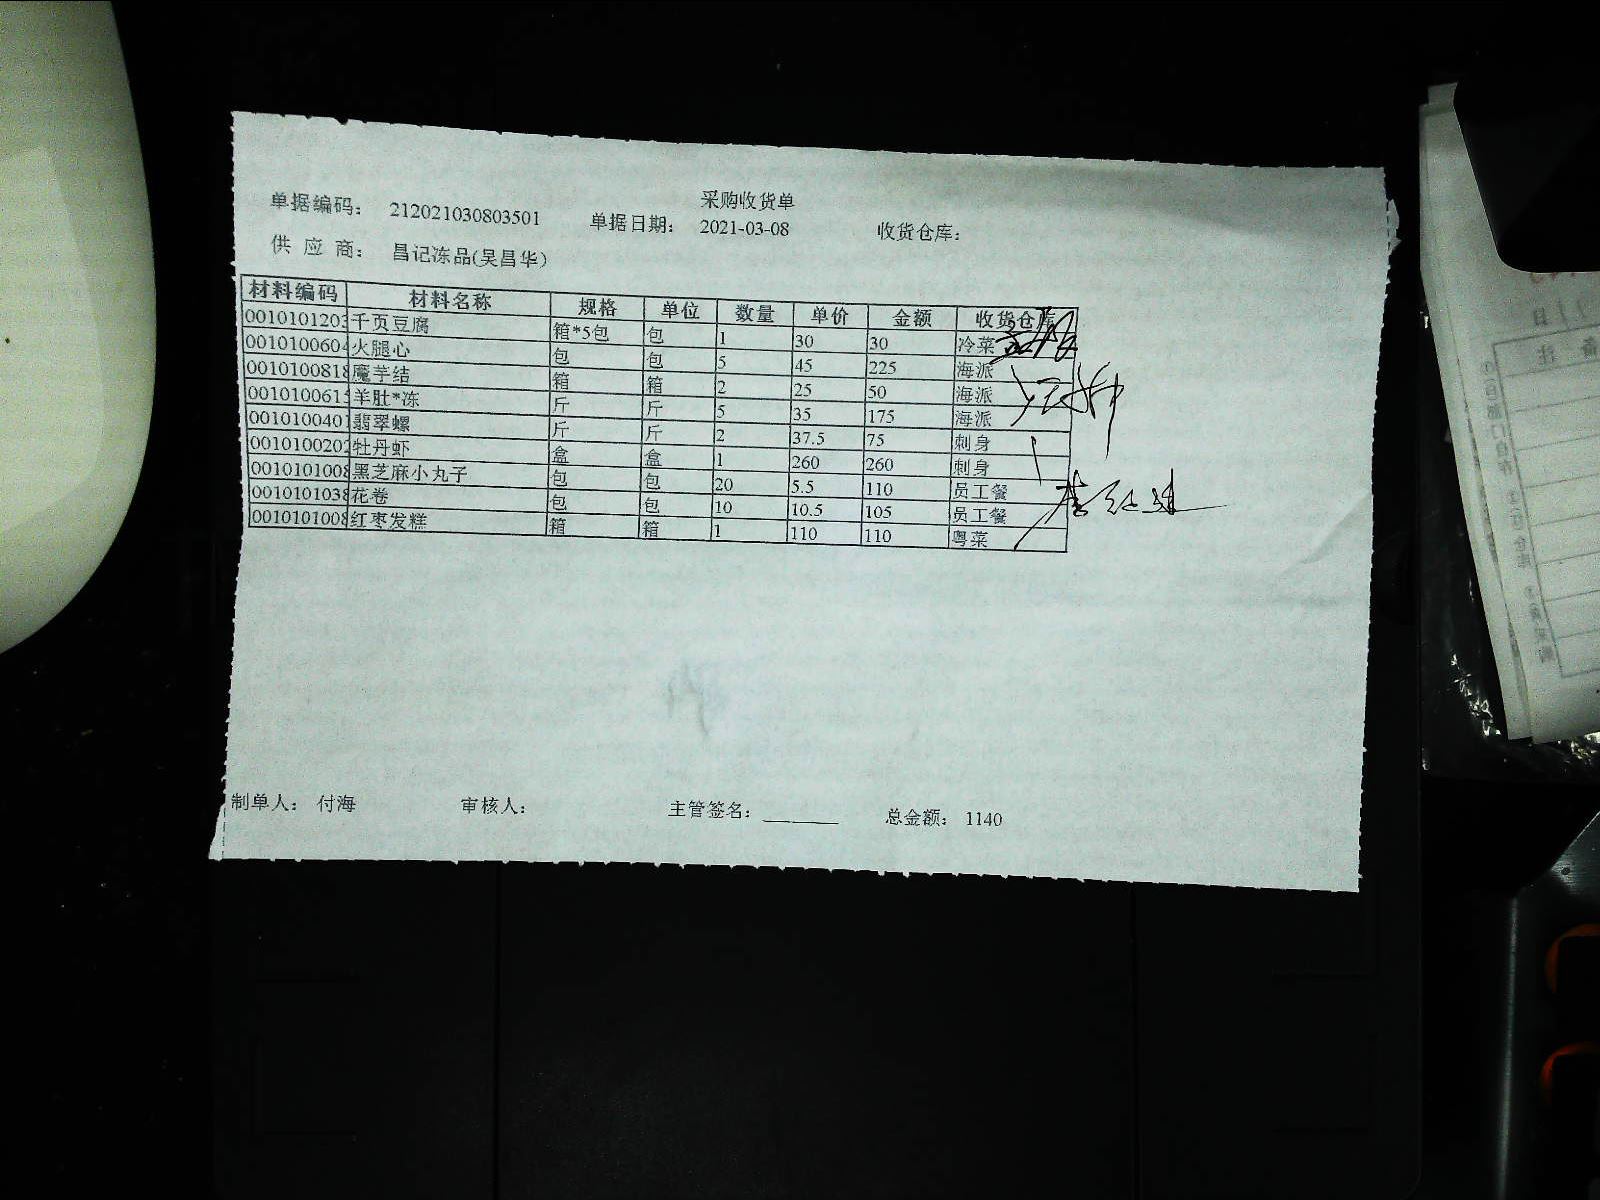 采购收货单
单据编码： 212021030803501 单据日期： 2021-03-08 收货仓库：
供 应 商： 昌记冻品(吴昌华)
材料编码 材料名称 规格 单位 数量 单价 金额 收货仓库
0010101203 千页豆腐 箱*5包 包 1 30 30 冷菜
001010060 火腿心 包 包 5 45 225 海派
0010100818 魔芋结 箱 箱 2 25 50 海派
001010061 羊肚*冻 斤 斤 5 35 175 海派
001010040 翡翠螺 斤 斤 2 37.5 75 刺身
001010020 牡丹虾 盒 盒 1 260 260 刺身
0010101008 黑芝麻小丸子 包 包 20 5.5 110 员工餐
0010101038 花卷 包 包 10 10.5 105 员工餐
0010101008 红枣发糕 箱 箱 1 110 110 粤菜
制单人： 付海 审核人： 主管签名： 总金额： 1140